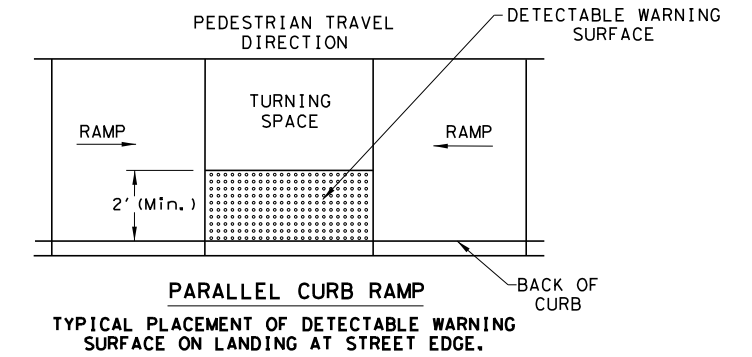 PEDESTRIAN TRAVEL
DIRECTION
DETECTABLE WARNING
SURFACE
TURNING
SPACE
RAMP
RAMP
2' (Min.)
PARALLEL CURB RAMP
BACK OF
CURB
TYPICAL PLACEMENT OF DETECTABLE WARNING
SURFACE ON LANDING AT STREET EDGE.